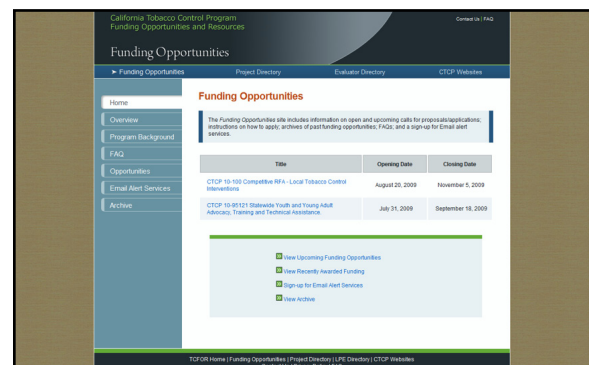 California Tobacco Control Program
Funding Opportunities and Resources
Contact Us | FAQ
Funding Opportunities
► Funding Opportunities
Project Directory
Evaluator Directory
CTCP Websites
Home
Overview
Program Background
FAQ
Opportunities
Email Alert Services
Archive
Funding Opportunities
The Funding Opportunities site includes information on open and upcoming calls for proposals/applications;
instructions on how to apply; archives of past funding opportunities; FAQs; and a sign-up for Email alert
services.
Title Opening Date Closing Date
CTCP 10-100 Competitive RFA - Local Tobacco Control
Interventions
August 20, 2009 November 5, 2009
CTCP 10-95121 Statewide Youth and Young Adult
Advocacy, Training and Technical Assistance.
July 31, 2009 September 18, 2009
View Upcoming Funding Opportunities
View Recently Awarded Funding
Sign-up for Email Alert Services
View Archive
TCFOR Home | Funding Opportunities | Project Directory | LPE Directory | CTCP Websites